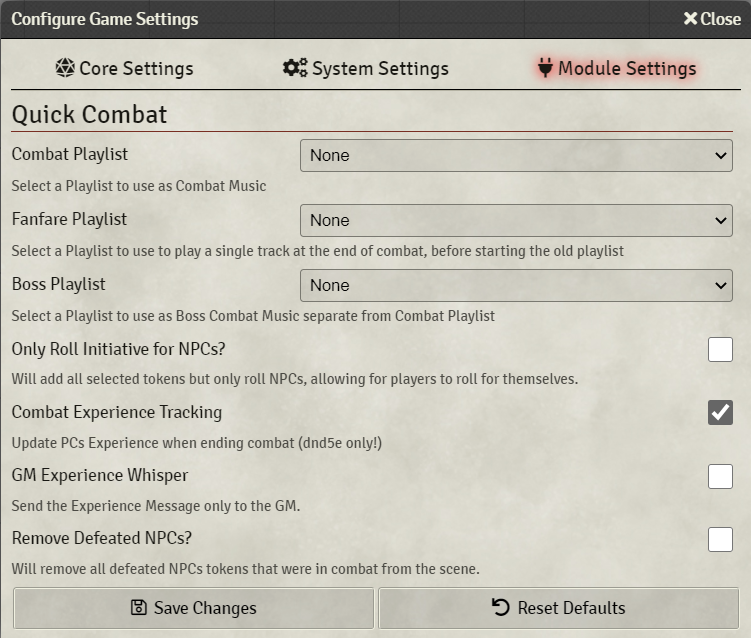 Configure Game Settings
Close
Core Settings
System Settings
Module Settings
Quick Combat
Combat Playlist
None
Select a Playlist to use as Combat Music
Fanfare Playlist
None
Select a Playlist to use to play a single track at the end of combat, before starting the old playlist
Boss Playlist
None
Select a Playlist to use as Boss Combat Music separate from Combat Playlist
Only Roll Initiative for NPCs?
Will add all selected tokens but only roll NPCs, allowing for players to roll for themselves.
Combat Experience Tracking
Update PCs Experience when ending combat (dnd5e only!)
GM Experience Whisper
Send the Experience Message only to the GM.
Remove Defeated NPCs?
Will remove all defeated NPCs tokens that were in combat from the scene.
Save Changes
Reset Defaults